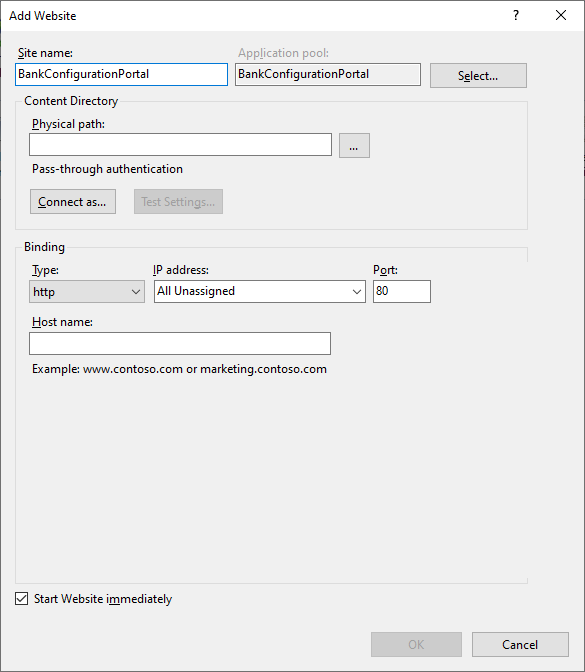 Add Website
?
Site name:
Application pool:
BankConfigurationPortal
BankConfigurationPortal
Select...
Content Directory
Physical path:
...
Pass-through authentication
Connect as...
Test Settings...
Binding
Type:
IP address:
Port:
http
All Unassigned
80
Host name:
Example: www.contoso.com or marketing.contoso.com
Start Website immediately
OK
Cancel